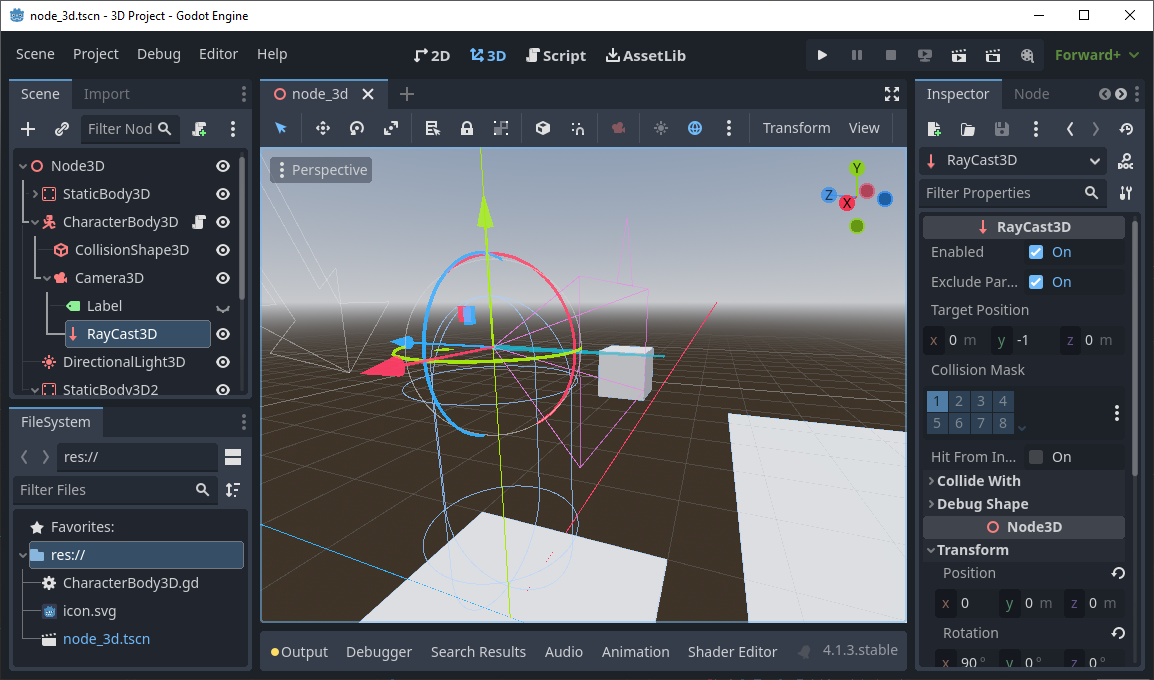 node_3d.tscn - 3D Project - Godot Engine
Scene Project Debug Editor Help 2D 3D Script AssetLib Forward+
Scene Import
Filter Nod
Node3D
StaticBody3D
CharacterBody3D
CollisionShape3D
Camera3D
Label
RayCast3D
DirectionalLight3D
StaticBody3D2
FileSystem
res://
Filter Files
Favorites:
res://
CharacterBody3D.gd
icon.svg
node_3d.tscn
node_3d
Transform View
Perspective
Y
Z
X
Output Debugger Search Results Audio Animation Shader Editor 4.1.3.stable
Inspector Node
RayCast3D
Filter Properties
RayCast3D
Enabled On
Exclude Par... On
Target Position
x 0 m y -1 z 0 m
Collision Mask
1 2 3 4
5 6 7 8
Hit From In... On
Collide With
Debug Shape
Node3D
Transform
Position
x 0 y 0 m z 0 m
Rotation
x 90 ° y 0 ° z 0 °